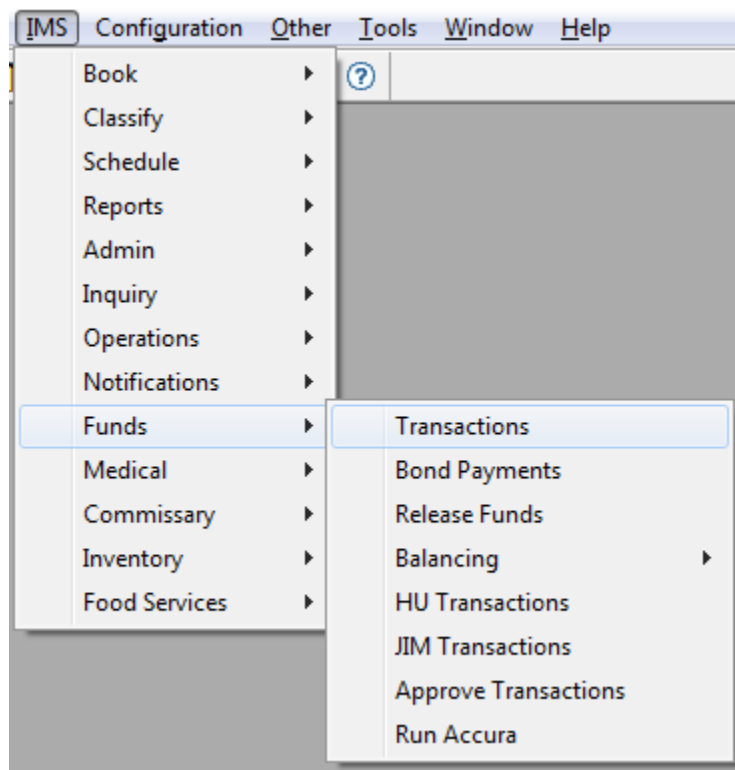 IMS Configuration Other Tools Window Help
?
Book
Classify
Schedule
Reports
Admin
Inquiry
Operations
Notifications
Funds
Medical
Commissary
Inventory
Food Services
Transactions
Bond Payments
Release Funds
Balancing
HU Transactions
JIM Transactions
Approve Transactions
Run Accura